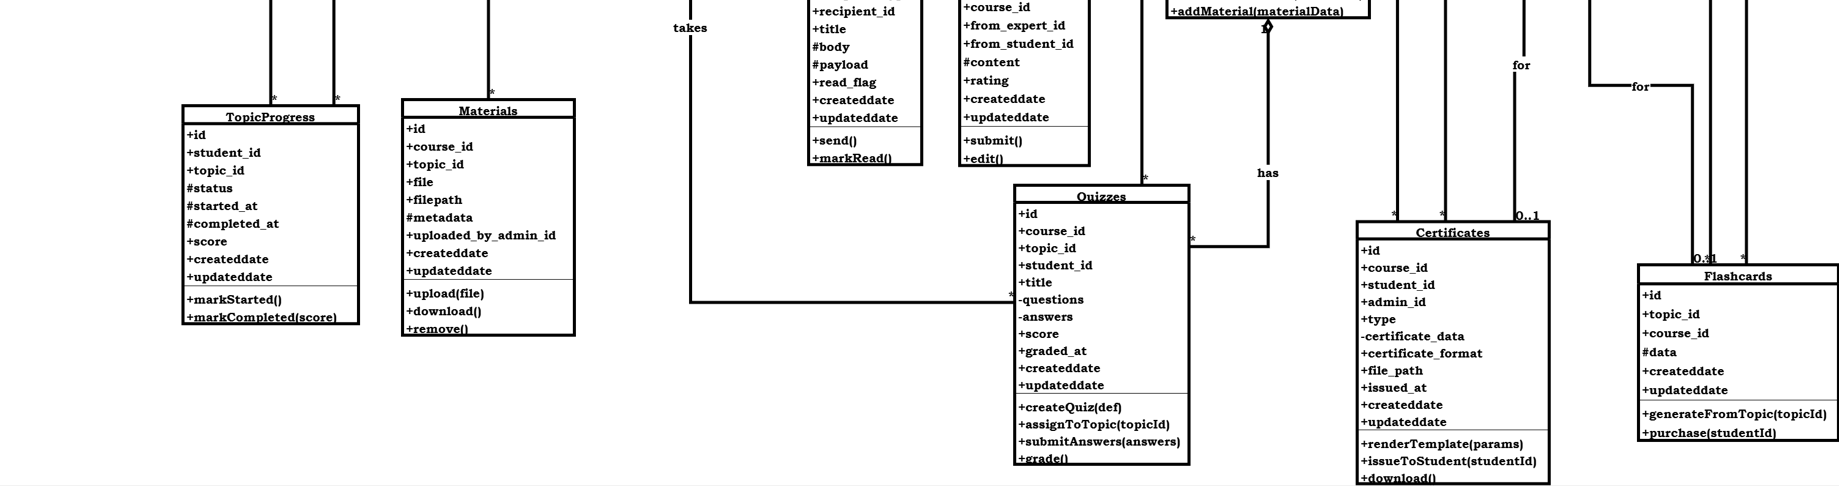 takes
+recipient_id
+title
#body
#payload
+read_flag
+createddate
+updateddate
+send()
+markRead()
+course_id
+from_expert_id
+from_student_id
#content
+rating
+createddate
+updateddate
+submit()
+edit()
+addMaterial(materialData)
1
has
for
for
*
*
TopicProgress
+id
+student_id
+topic_id
#status
#started_at
#completed_at
+score
+createddate
+updateddate
+markStarted()
+markCompleted(score)
*
Materials
+id
+course_id
+topic_id
+file
+filepath
#metadata
+uploaded_by_admin_id
+createddate
+updateddate
+upload(file)
+download()
+remove()
*
*
*
Quizzes
+id
+course_id
+topic_id
+student_id
+title
-questions
-answers
+score
+graded_at
+createddate
+updateddate
+createQuiz(def)
+assignToTopic(topicId)
+submitAnswers(answers)
+grade()
*
*
0..1
Certificates
+id
+course_id
+student_id
+admin_id
+type
-certificate_data
+certificate_format
+file_path
+issued_at
+createddate
+updateddate
+renderTemplate(params)
+issueToStudent(studentId)
+download()
0..1
*
*
Flashcards
+id
+topic_id
+course_id
#data
+createddate
+updateddate
+generateFromTopic(topicId)
+purchase(studentId)